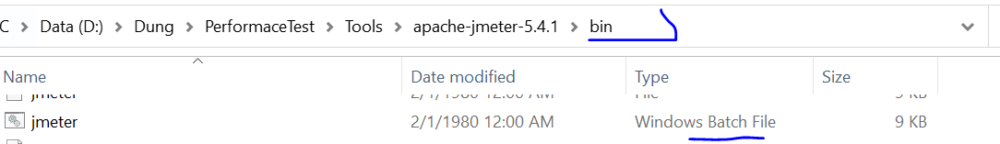 C > Data (D:) > Dung > PerformaceTest > Tools > apache-jmeter-5.4.1 > bin
Name Date modified Type Size
jmeter 2/1/1980 12:00 AM File 9 KB
jmeter 2/1/1980 12:00 AM Windows Batch File 9 KB